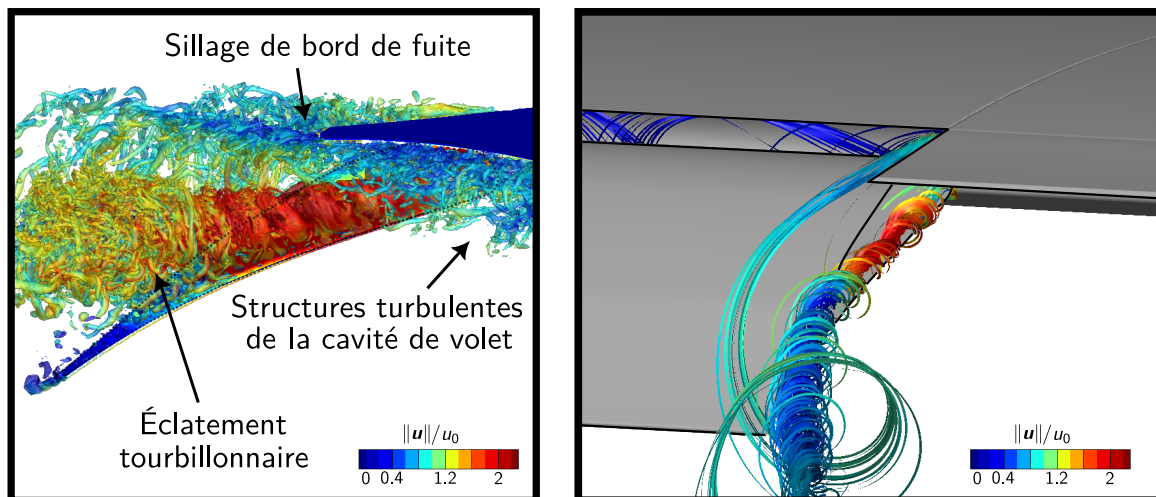 Sillage de bord de fuite
Structures turbulentes
de la cavité de volet
Éclatement
tourbillonnaire
‖u‖/u₀
0 0.4 1.2 2
‖u‖/u₀
0 0.4 1.2 2